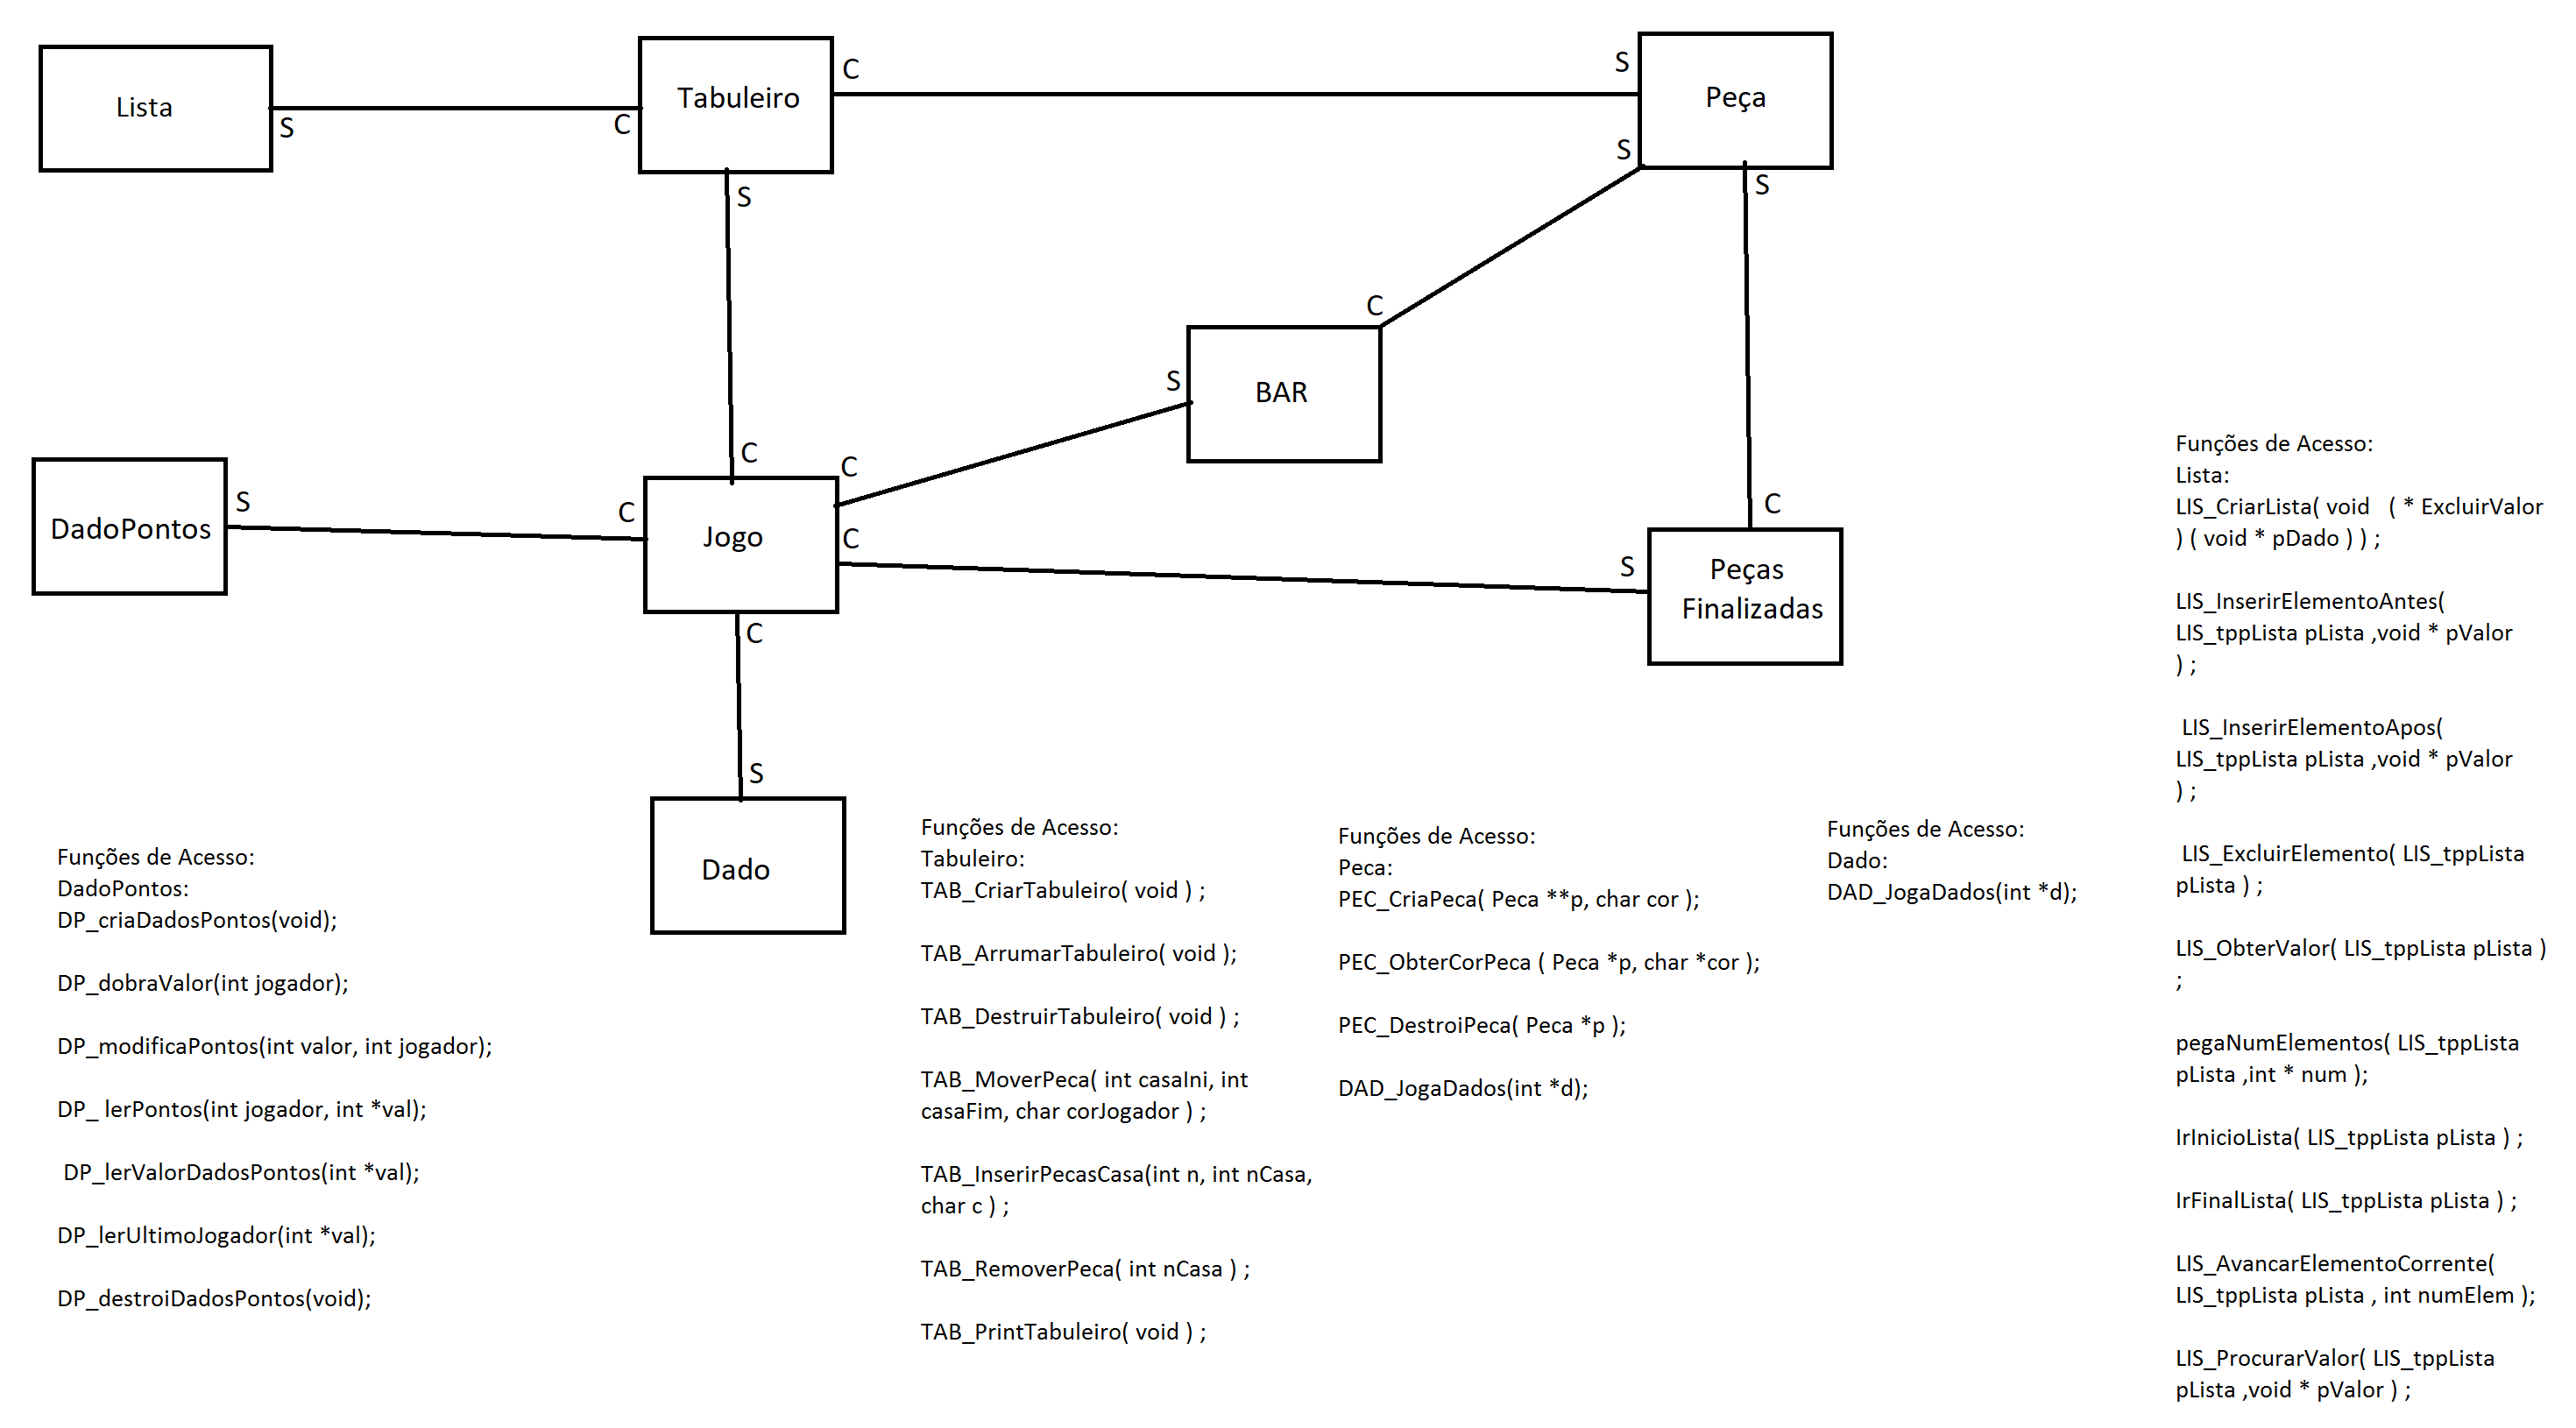 Lista
S
C
Tabuleiro
C
S
Peça
S
S
S
C
S
BAR
C
C
DadoPontos
S
C
Jogo
C
C
S
C
Peças
Finalizadas
S
Dado
Funções de Acesso:
DadoPontos:
DP_criaDadosPontos(void);
DP_dobraValor(int jogador);
DP_modificaPontos(int valor, int jogador);
DP_ lerPontos(int jogador, int *val);
DP_lerValorDadosPontos(int *val);
DP_lerUltimoJogador(int *val);
DP_destroiDadosPontos(void);
Funções de Acesso:
Tabuleiro:
TAB_CriarTabuleiro( void ) ;
TAB_ArrumarTabuleiro( void );
TAB_DestruirTabuleiro( void ) ;
TAB_MoverPeca( int casaIni, int
casaFim, char corJogador ) ;
TAB_InserirPecasCasa(int n, int nCasa,
char c ) ;
TAB_RemoverPeca( int nCasa ) ;
TAB_PrintTabuleiro( void ) ;
Funções de Acesso:
Peca:
PEC_CriaPeca( Peca **p, char cor );
PEC_ObterCorPeca ( Peca *p, char *cor );
PEC_DestroiPeca( Peca *p );
DAD_JogaDados(int *d);
Funções de Acesso:
Dado:
DAD_JogaDados(int *d);
Funções de Acesso:
Lista:
LIS_CriarLista( void ( * ExcluirValor
) ( void * pDado ) ) ;
LIS_InserirElementoAntes(
LIS_tppLista pLista ,void * pValor
) ;
LIS_InserirElementoApos(
LIS_tppLista pLista ,void * pValor
) ;
LIS_ExcluirElemento( LIS_tppLista
pLista ) ;
LIS_ObterValor( LIS_tppLista pLista )
;
pegaNumElementos( LIS_tppLista
pLista ,int * num );
IrInicioLista( LIS_tppLista pLista ) ;
IrFinalLista( LIS_tppLista pLista ) ;
LIS_AvancarElementoCorrente(
LIS_tppLista pLista , int numElem );
LIS_ProcurarValor( LIS_tppLista
pLista ,void * pValor ) ;